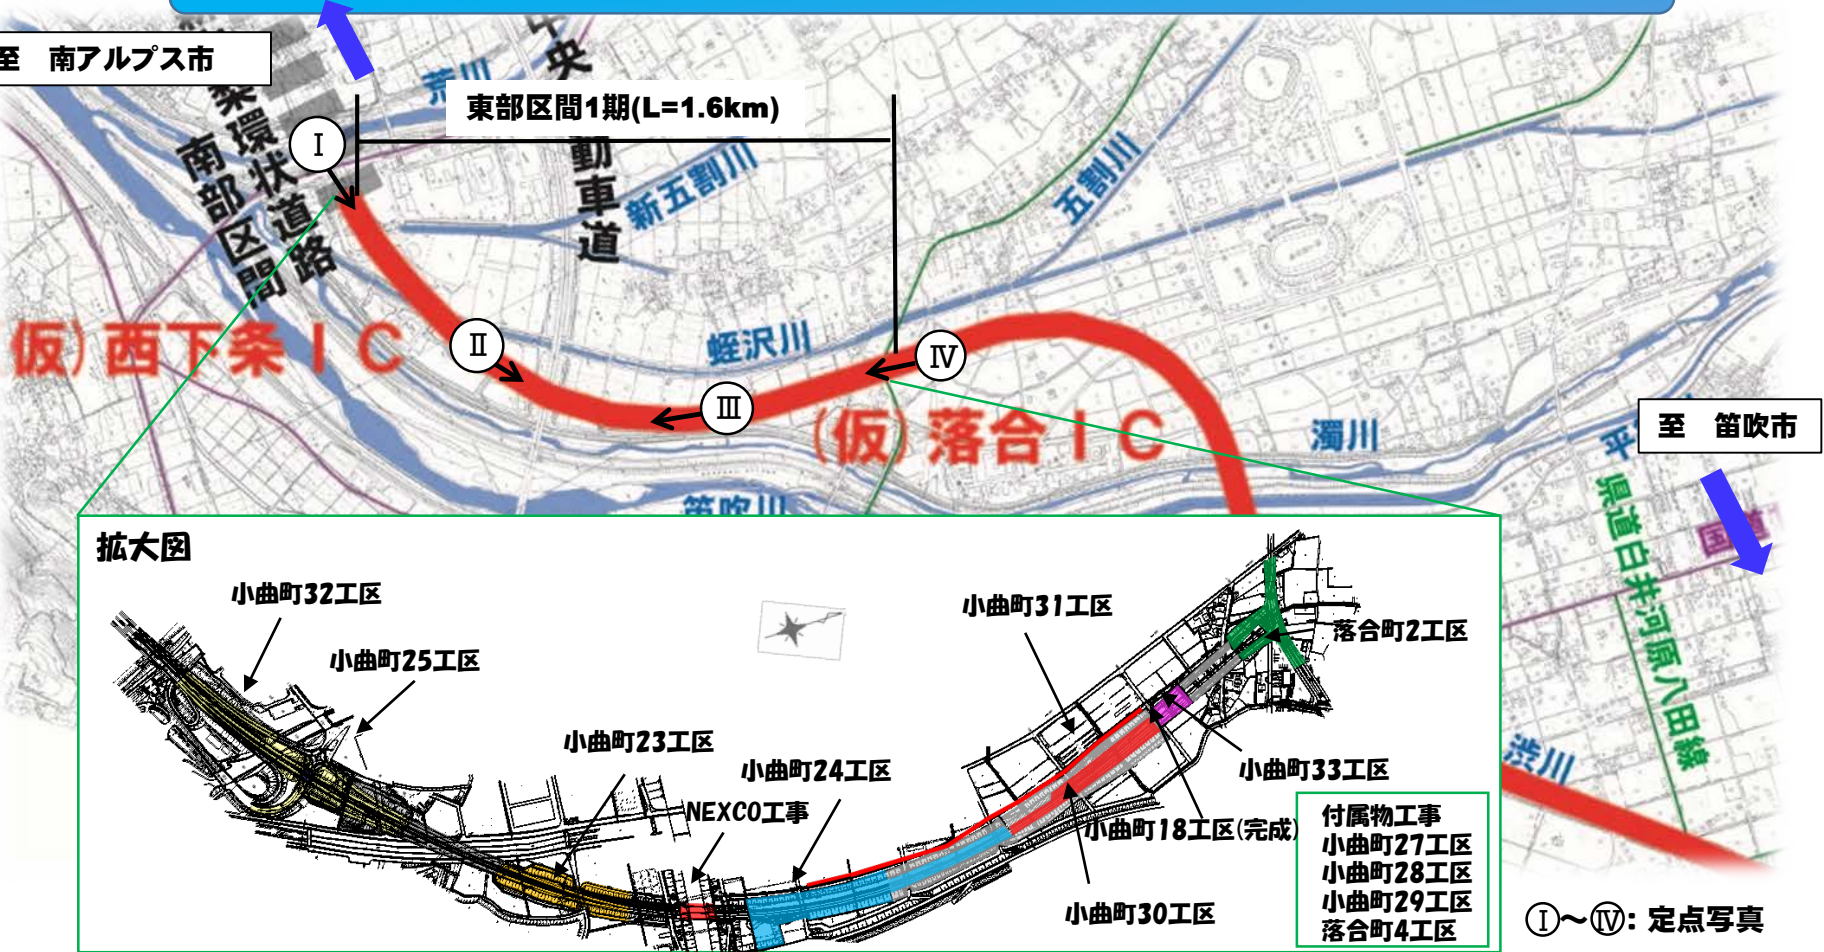 至　南アルプス市
東部区間1期(L=1.6km)
荒川
中央
動車道
環状道路
南部区間
新五割川
五割川
Ⅰ
Ⅱ
Ⅲ
Ⅳ
蛭沢川
仮)西下条ＩＣ
(仮)落合ＩＣ
濁川
笛吹川
至　笛吹市
県道白井河原八田線
渋川
拡大図
小曲町32工区
小曲町25工区
小曲町23工区
NEXCO工事
小曲町24工区
小曲町31工区
落合町2工区
小曲町33工区
小曲町18工区(完成)
小曲町30工区
付属物工事
小曲町27工区
小曲町28工区
小曲町29工区
落合町4工区
Ⅰ～Ⅳ: 定点写真